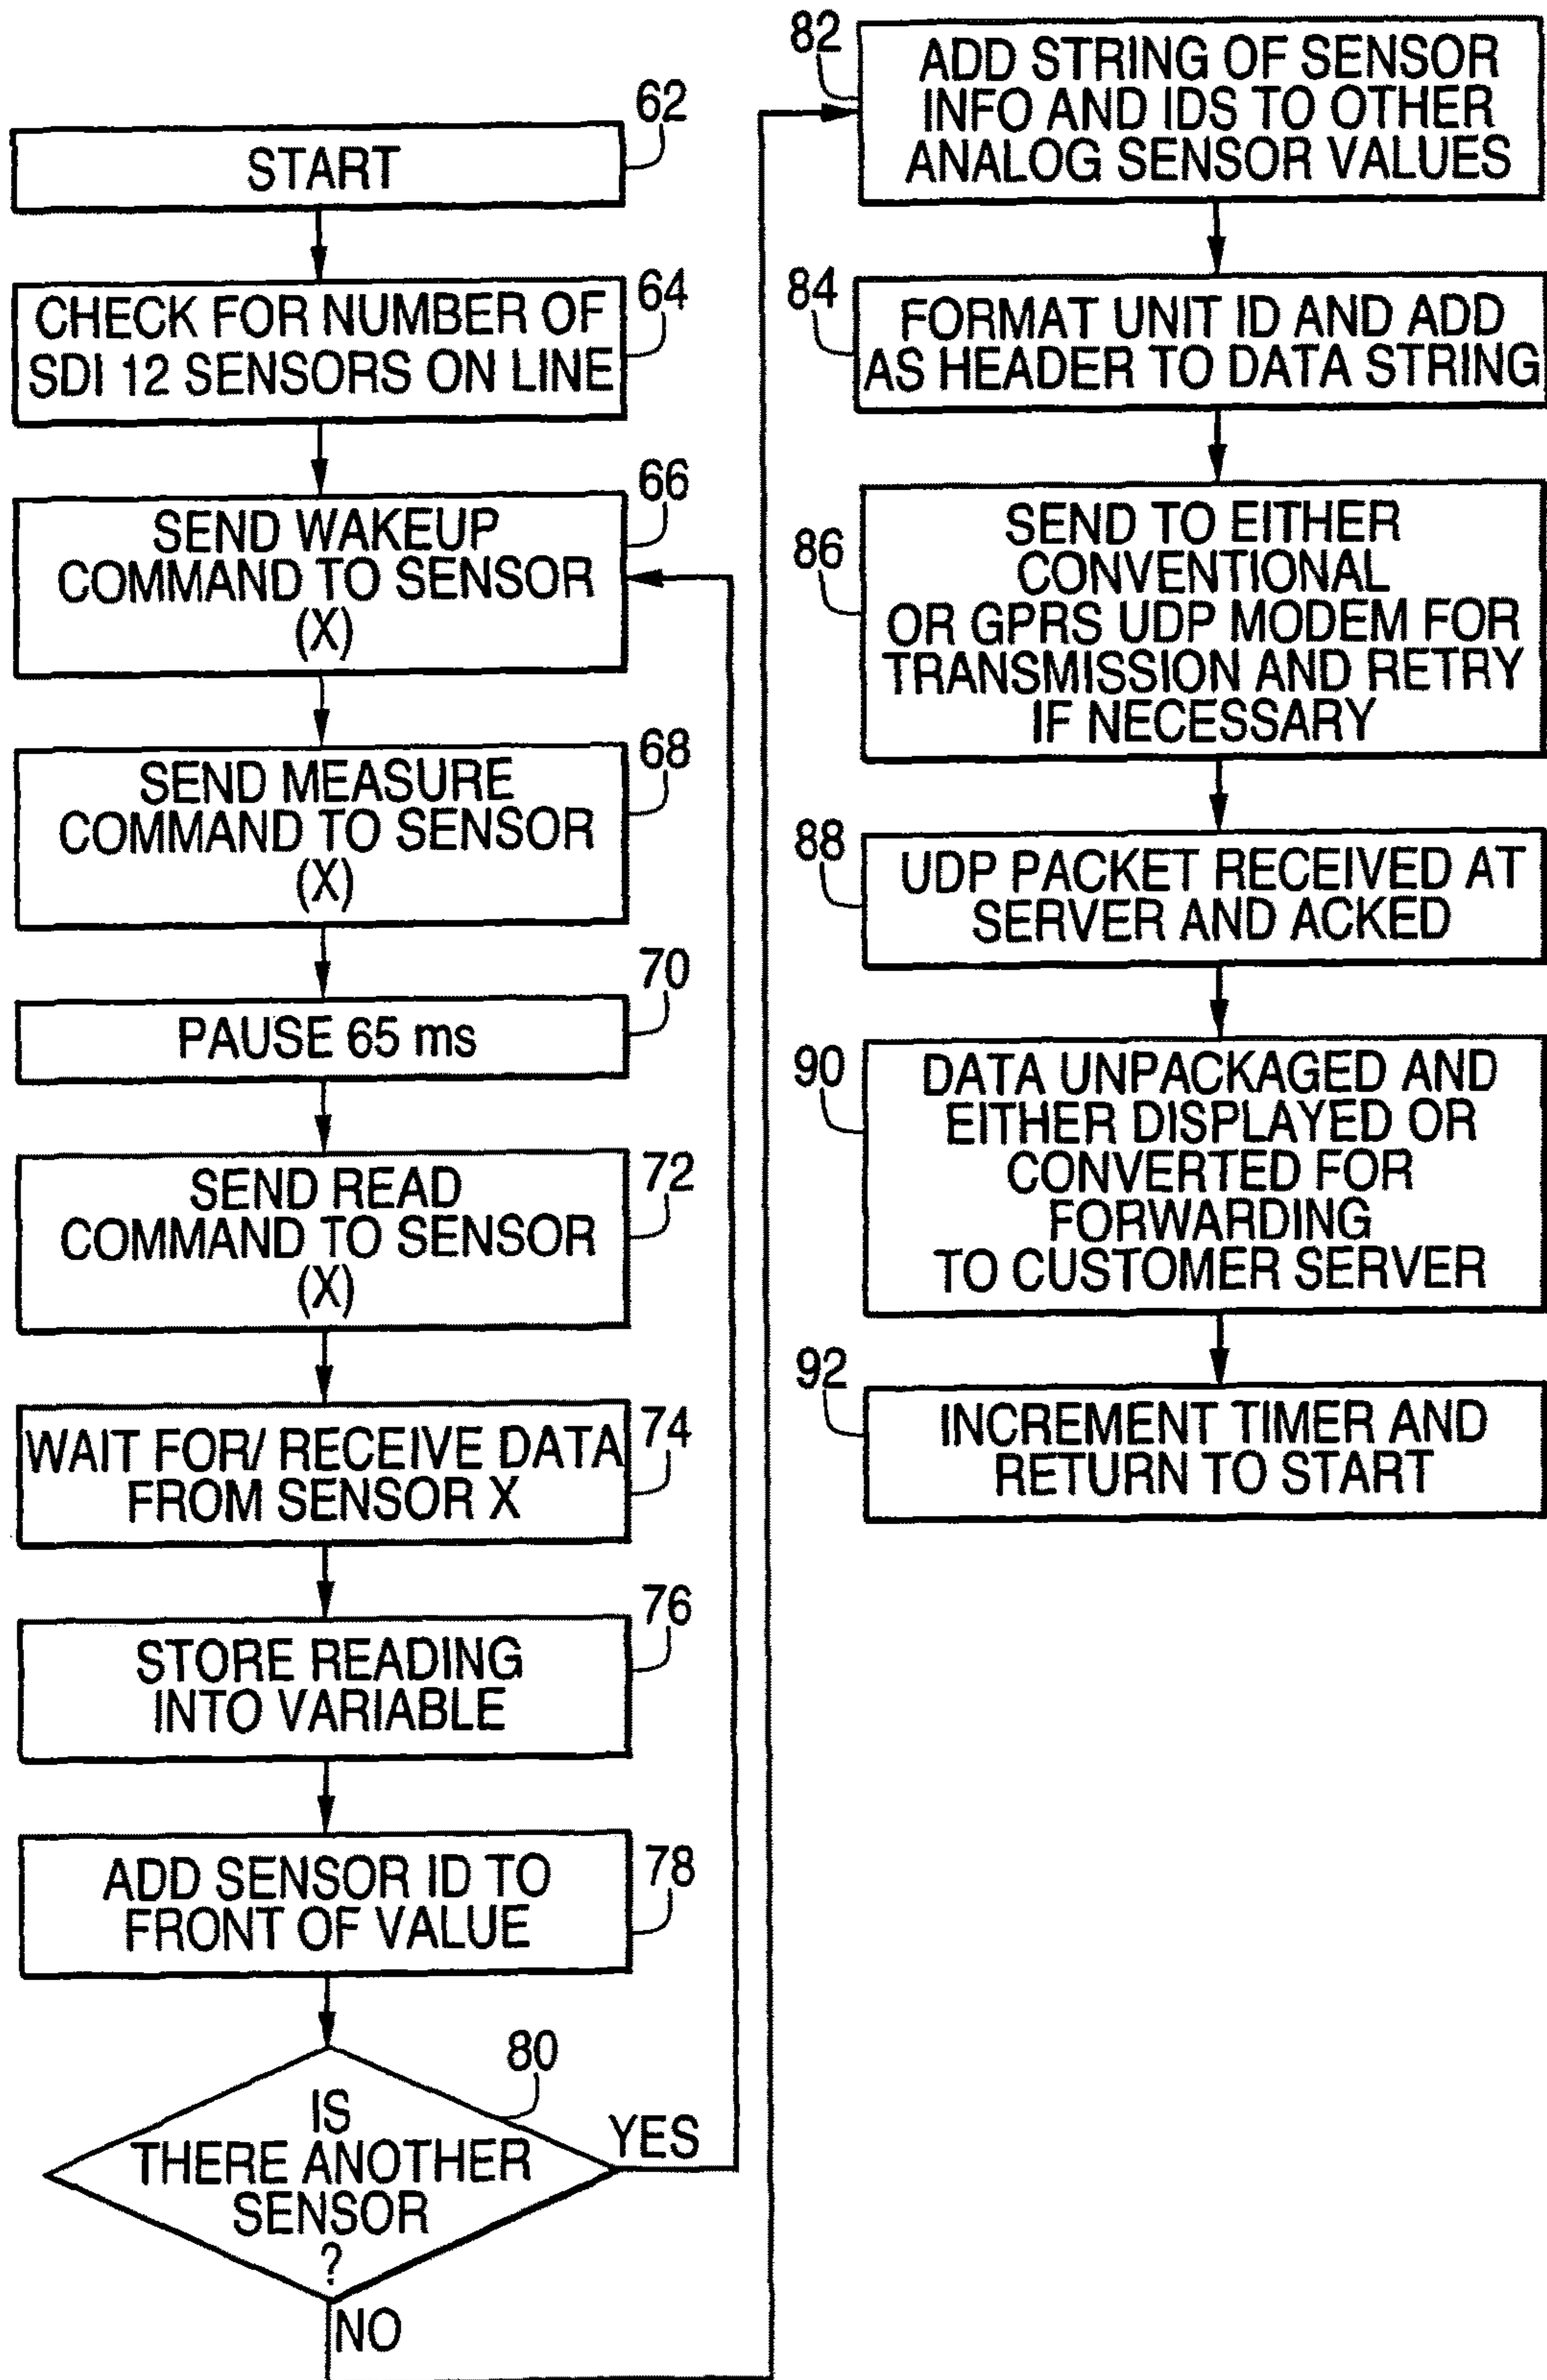 62
START
64
CHECK FOR NUMBER OF
SDI 12 SENSORS ON LINE
66
SEND WAKEUP
COMMAND TO SENSOR
(X)
68
SEND MEASURE
COMMAND TO SENSOR
(X)
70
PAUSE 65 ms
72
SEND READ
COMMAND TO SENSOR
(X)
74
WAIT FOR/ RECEIVE DATA
FROM SENSOR X
76
STORE READING
INTO VARIABLE
78
ADD SENSOR ID TO
FRONT OF VALUE
80
IS
THERE ANOTHER
SENSOR
?
YES
NO
82
ADD STRING OF SENSOR
INFO AND IDS TO OTHER
ANALOG SENSOR VALUES
84
FORMAT UNIT ID AND ADD
AS HEADER TO DATA STRING
86
SEND TO EITHER
CONVENTIONAL
OR GPRS UDP MODEM FOR
TRANSMISSION AND RETRY
IF NECESSARY
88
UDP PACKET RECEIVED AT
SERVER AND ACKED
90
DATA UNPACKAGED AND
EITHER DISPLAYED OR
CONVERTED FOR
FORWARDING
TO CUSTOMER SERVER
92
INCREMENT TIMER AND
RETURN TO START